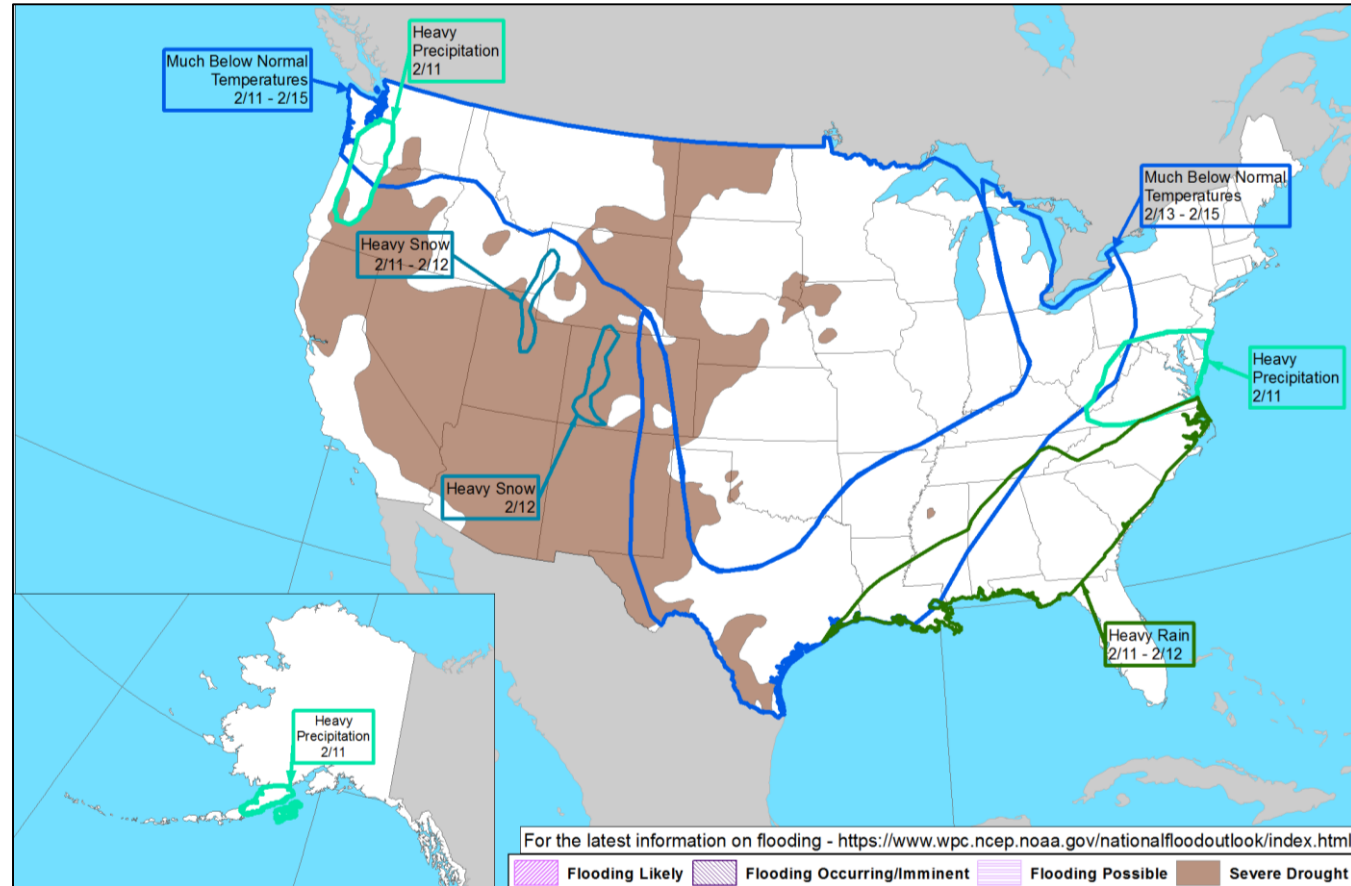 Heavy
Precipitation
2/11
Much Below Normal
Temperatures
2/11 - 2/15
Much Below Normal
Temperatures
2/13 - 2/15
Heavy Snow
2/11 - 2/12
Heavy
Precipitation
2/11
Heavy Snow
2/12
Heavy Rain
2/11 - 2/12
Heavy
Precipitation
2/11
For the latest information on flooding - https://www.wpc.ncep.noaa.gov/nationalfloodoutlook/index.html
Flooding Likely Flooding Occurring/Imminent Flooding Possible Severe Drought